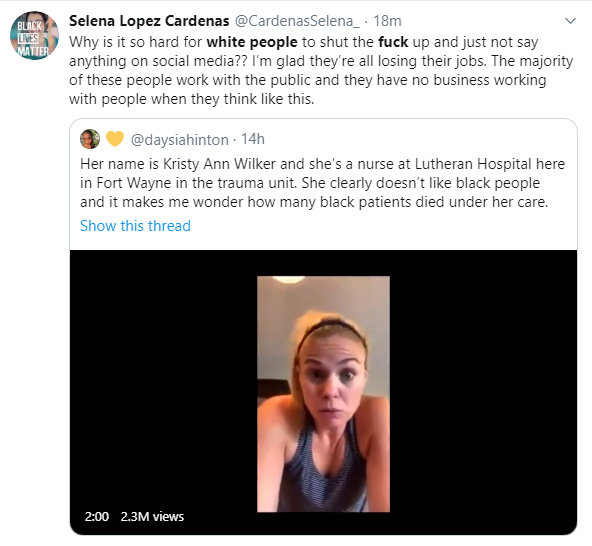 BLACK
LIVES
MATTER
Selena Lopez Cardenas @CardenasSelena_ · 18m
Why is it so hard for white people to shut the fuck up and just not say
anything on social media?? I'm glad they're all losing their jobs. The majority
of these people work with the public and they have no business working
with people when they think like this.
@daysiahinton · 14h
Her name is Kristy Ann Wilker and she's a nurse at Lutheran Hospital here
in Fort Wayne in the trauma unit. She clearly doesn't like black people
and it makes me wonder how many black patients died under her care.
Show this thread
2:00 2.3M views